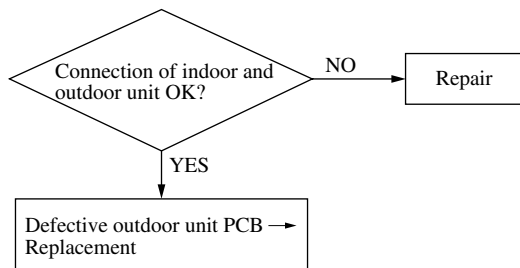 Connection of indoor and
outdoor unit OK?
NO
Repair
YES
Defective outdoor unit PCB →
Replacement